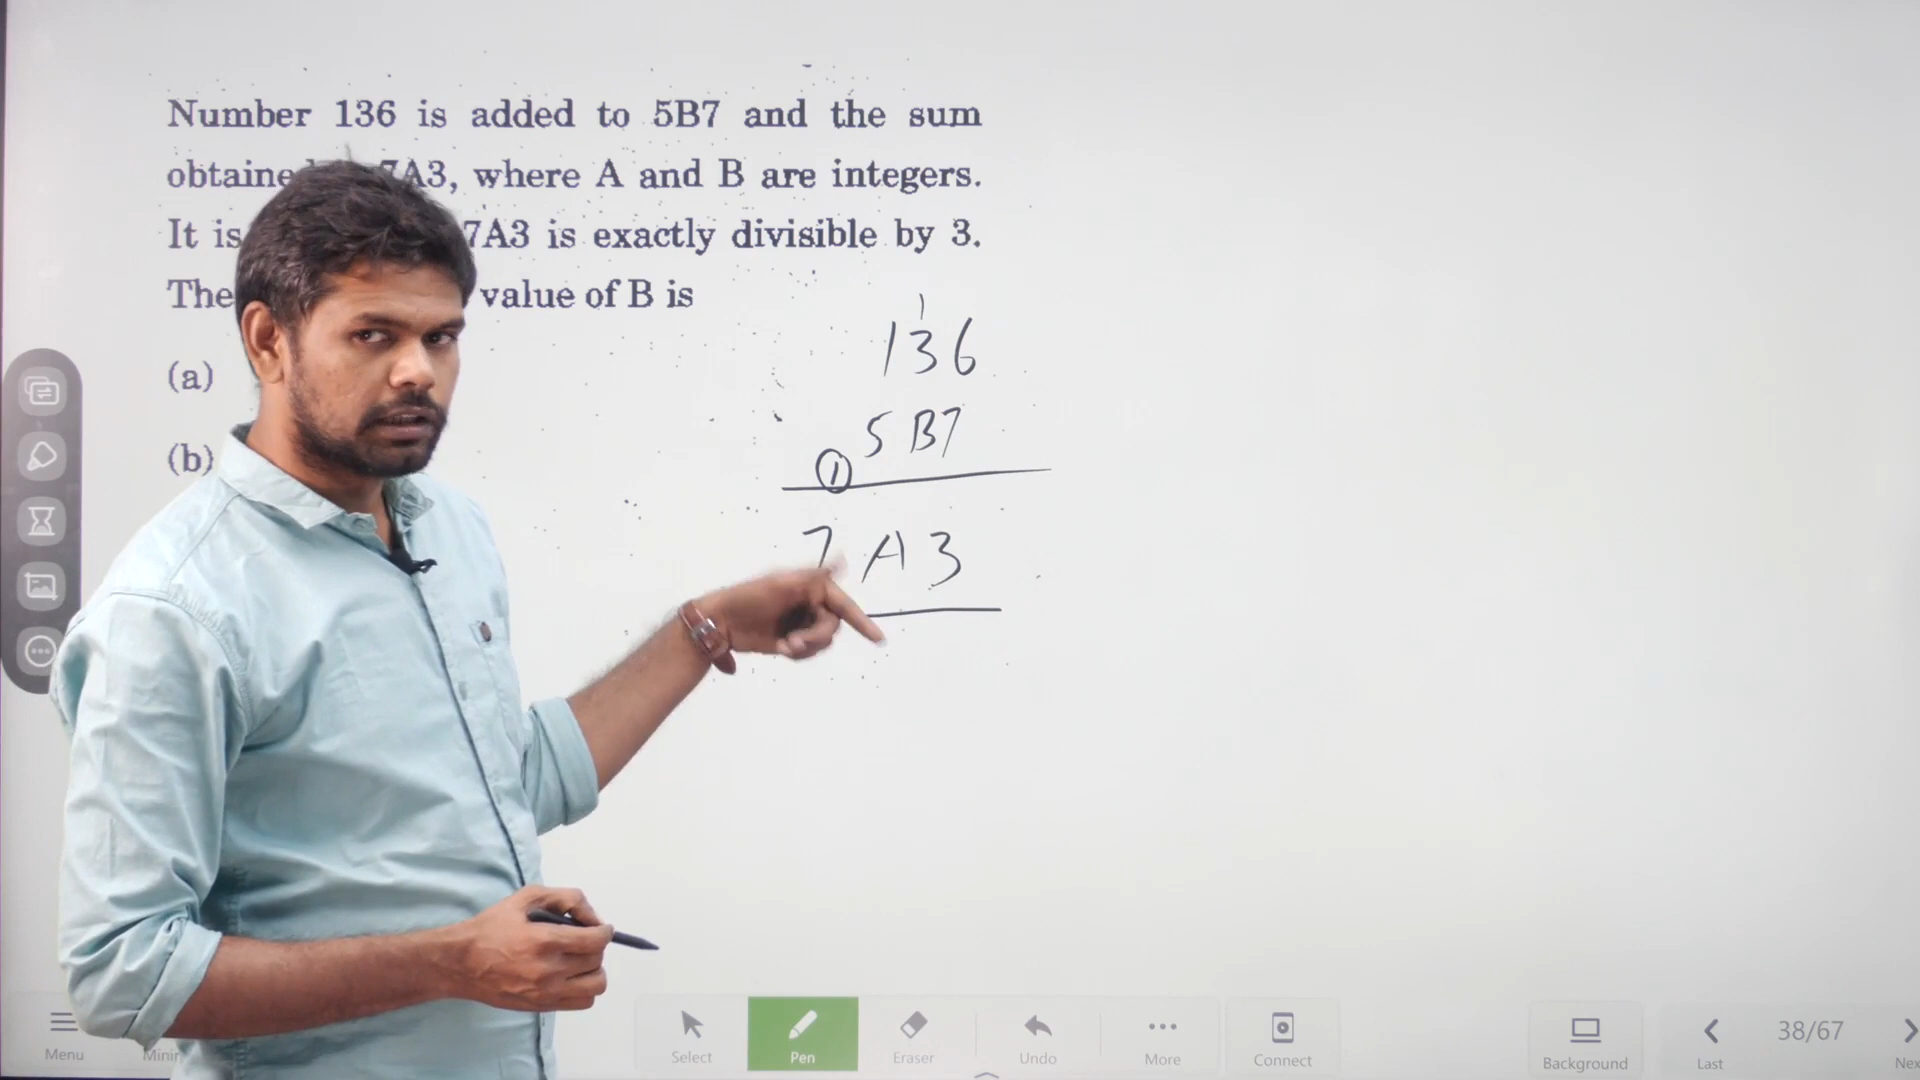 Number 136 is added to 5B7 and the sum
7A3, where A and B are integers.
It is 7A3 is exactly divisible by 3.
The value of B is
(a)
(b)
1
136
5B7
1
7A3
Menu
Select
Pen
Eraser
Undo
More
Connect
Background
Last
38/67